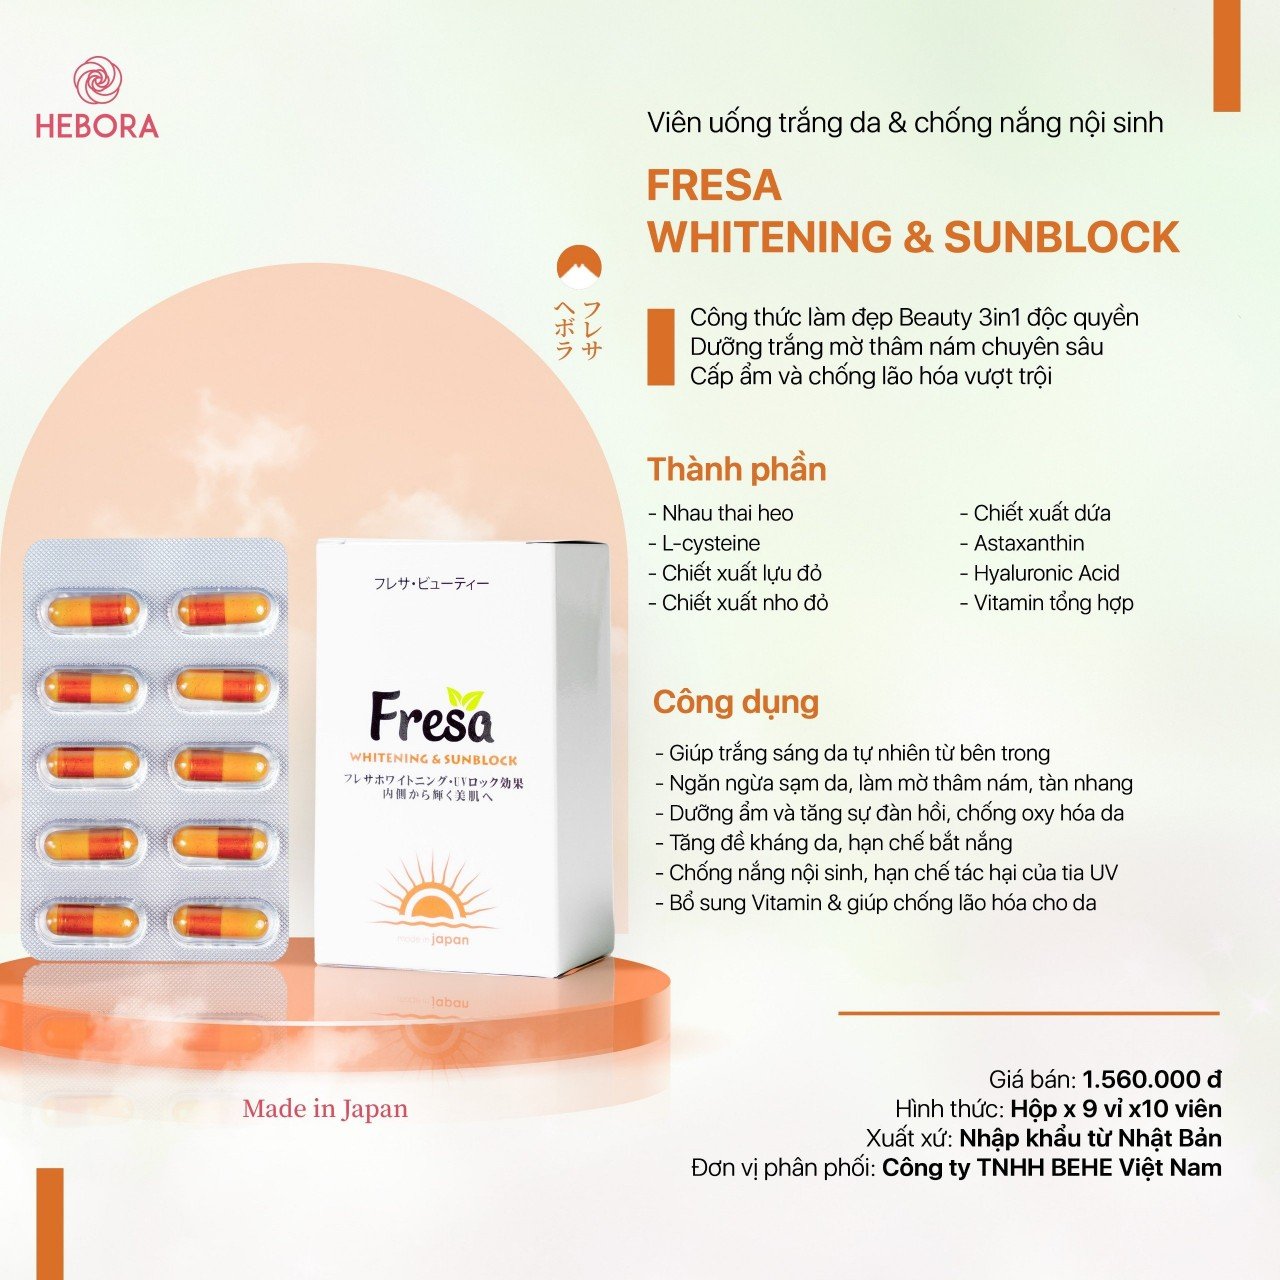 HEBORA
Viên uống trắng da & chống nắng nội sinh
FRESA
WHITENING & SUNBLOCK
フレサ
ヘボラ
Công thức làm đẹp Beauty 3in1 độc quyền
Dưỡng trắng mờ thâm nám chuyên sâu
Cấp ẩm và chống lão hóa vượt trội
Thành phần
- Nhau thai heo
- L-cysteine
- Chiết xuất lựu đỏ
- Chiết xuất nho đỏ
- Chiết xuất dứa
- Astaxanthin
- Hyaluronic Acid
- Vitamin tổng hợp
フレサ・ビューティー
Fresa
WHITENING & SUNBLOCK
フレサホワイトニング・UVロック効果
内側から輝く美肌へ
made in japan
Công dụng
- Giúp trắng sáng da tự nhiên từ bên trong
- Ngăn ngừa sạm da, làm mờ thâm nám, tàn nhang
- Dưỡng ẩm và tăng sự đàn hồi, chống oxy hóa da
- Tăng đề kháng da, hạn chế bắt nắng
- Chống nắng nội sinh, hạn chế tác hại của tia UV
- Bổ sung Vitamin & giúp chống lão hóa cho da
Made in Japan
Giá bán: 1.560.000 đ
Hình thức: Hộp x 9 vỉ x10 viên
Xuất xứ: Nhập khẩu từ Nhật Bản
Đơn vị phân phối: Công ty TNHH BEHE Việt Nam